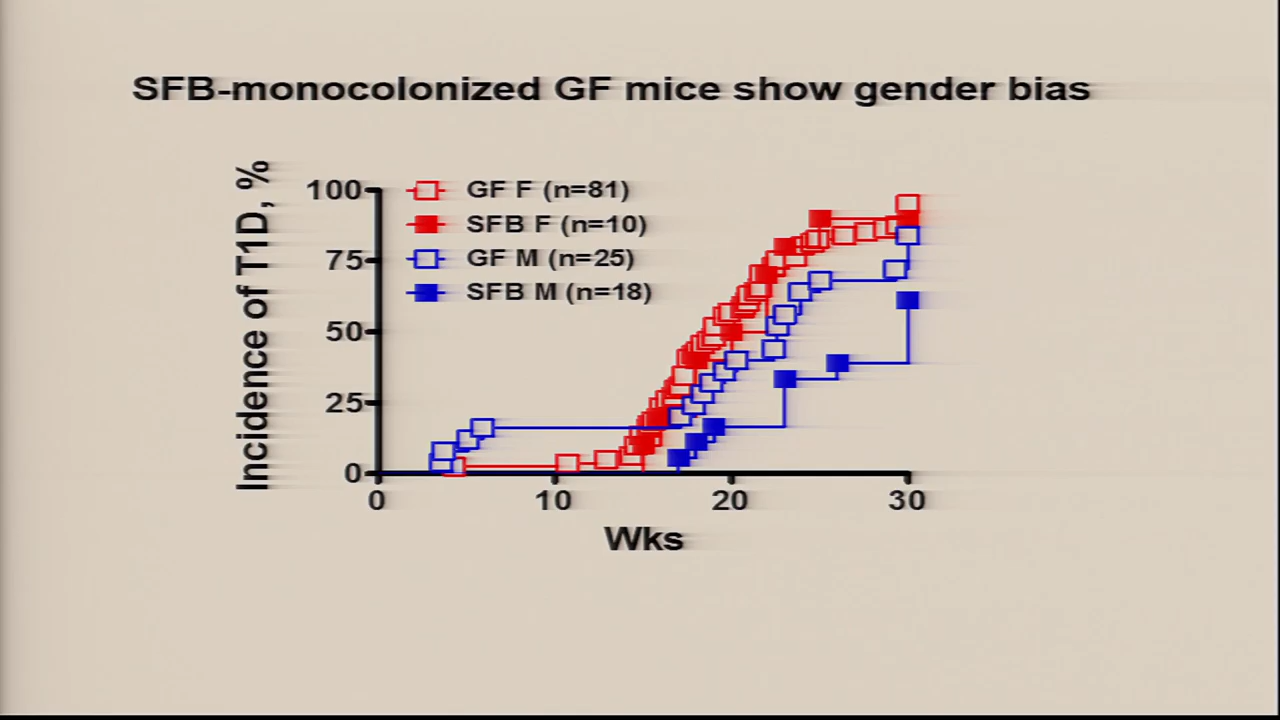 SFB-monocolonized GF mice show gender bias
Incidence of T1D, %
100
75
50
25
0
GF F (n=81)
SFB F (n=10)
GF M (n=25)
SFB M (n=18)
0 10 20 30
Wks